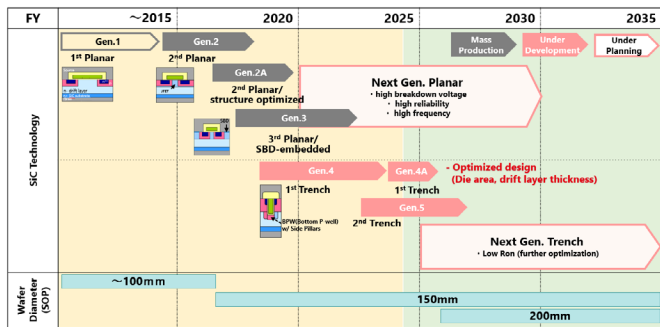 FY
～2015
2020
2025
2030
2035
Gen.1
Gen.2
Mass
Production
Under
Development
Under
Planning
1st Planar
2nd Planar
Gen.2A
2nd Planar/
structure optimized
Next Gen. Planar
• high breakdown voltage
• high reliability
• high frequency
n- drift layer
JFET
SiC Technology
Gen.3
SBD
3rd Planar/
SBD-embedded
Gen.4
Gen.4A
1st Trench
1st Trench
- Optimized design
(Die area, drift layer thickness)
Gen.5
BPW(Bottom P well)
w/ Side Pillars
2nd Trench
Next Gen. Trench
• Low Ron (further optimization)
Wafer
Diameter
(SOP)
～100mm
150mm
200mm